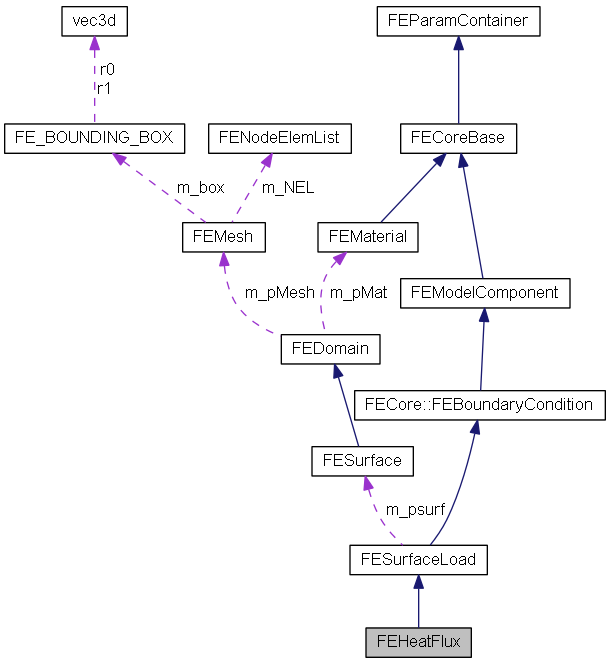 vec3d
FEParamContainer
r0
r1
FE_BOUNDING_BOX
FENodeElemList
FECoreBase
m_box
m_NEL
FEMesh
FEMaterial
m_pMesh
m_pMat
FEModelComponent
FEDomain
FECore::FEBoundaryCondition
FESurface
m_psurf
FESurfaceLoad
FEHeatFlux